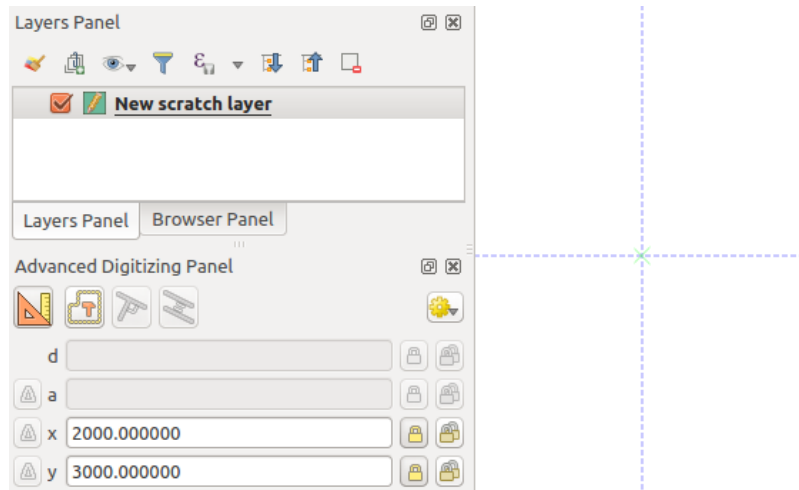 Layers Panel
New scratch layer
Layers Panel
Browser Panel
Advanced Digitizing Panel
d
a
x 2000.000000
y 3000.000000